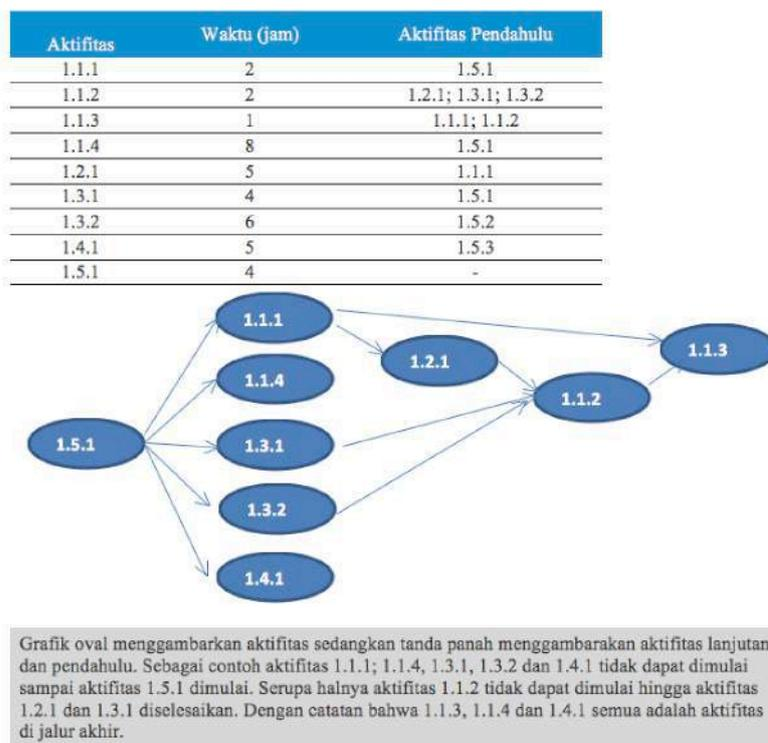 Aktifitas Waktu (jam) Aktifitas Pendahulu
1.1.1 2 1.5.1
1.1.2 2 1.2.1; 1.3.1; 1.3.2
1.1.3 1 1.1.1; 1.1.2
1.1.4 8 1.5.1
1.2.1 5 1.1.1
1.3.1 4 1.5.1
1.3.2 6 1.5.2
1.4.1 5 1.5.3
1.5.1 4 -
1.1.1
1.1.3
1.2.1
1.1.4
1.1.2
1.5.1
1.3.1
1.3.2
1.4.1
Grafik oval menggambarkan aktifitas sedangkan tanda panah menggambarakan aktifitas lanjutan
dan pendahulu. Sebagai contoh aktifitas 1.1.1; 1.1.4, 1.3.1, 1.3.2 dan 1.4.1 tidak dapat dimulai
sampai aktifitas 1.5.1 dimulai. Serupa halnya aktifitas 1.1.2 tidak dapat dimulai hingga aktifitas
1.2.1 dan 1.3.1 diselesaikan. Dengan catatan bahwa 1.1.3, 1.1.4 dan 1.4.1 semua adalah aktifitas
di jalur akhir.